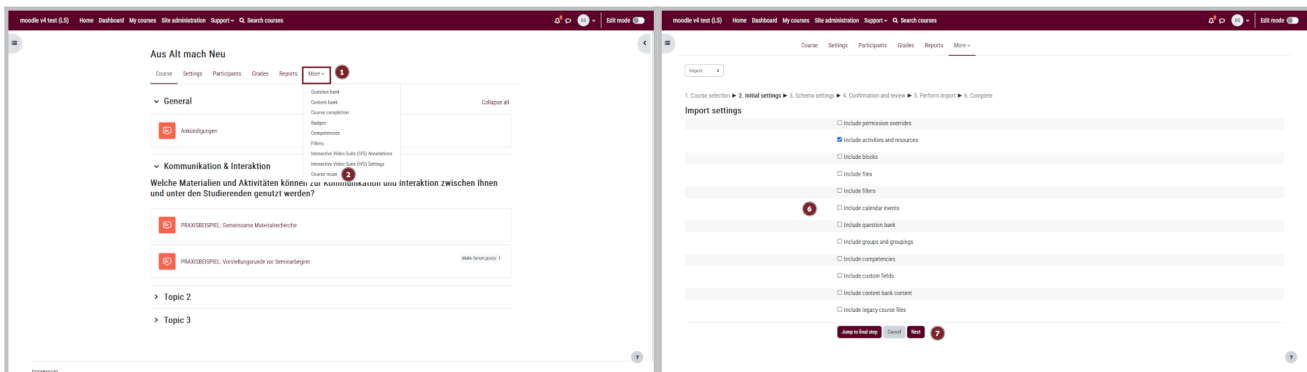 moodle v4 test (LS) Home Dashboard My courses Site administration Support Search courses Edit mode
Aus Alt mach Neu
Course Settings Participants Grades Reports More 1
Question bank
Content bank
Course completion
Badges
Competencies
Filters
Interactive Video Suite (IVS) Annotations
Interactive Video Suite (IVS) Settings
Course reuse 2
General Collapse all
Ankündigungen
Kommunikation & Interaktion
Welche Materialien und Aktivitäten können zur Kommunikation und Interaktion zwischen Ihnen
und unter den Studierenden genutzt werden?
PRAXISBEISPIEL: Gemeinsame Materialrecherche
PRAXISBEISPIEL: Vorstellungsrunde vor Seminarbeginn
Make forum posts: 1
Topic 2
Topic 3
?
moodle v4 test (LS) Home Dashboard My courses Site administration Support Search courses Edit mode
Course Settings Participants Grades Reports More
Import
1. Course selection ► 2. Initial settings ► 3. Schema settings ► 4. Confirmation and review ► 5. Perform import ► 6. Complete
Import settings
Include permission overrides
Include activities and resources
Include blocks
Include files
Include filters
6 Include calendar events
Include question bank
Include groups and groupings
Include competencies
Include custom fields
Include content bank content
Include legacy course files
Jump to final step Cancel Next 7
?